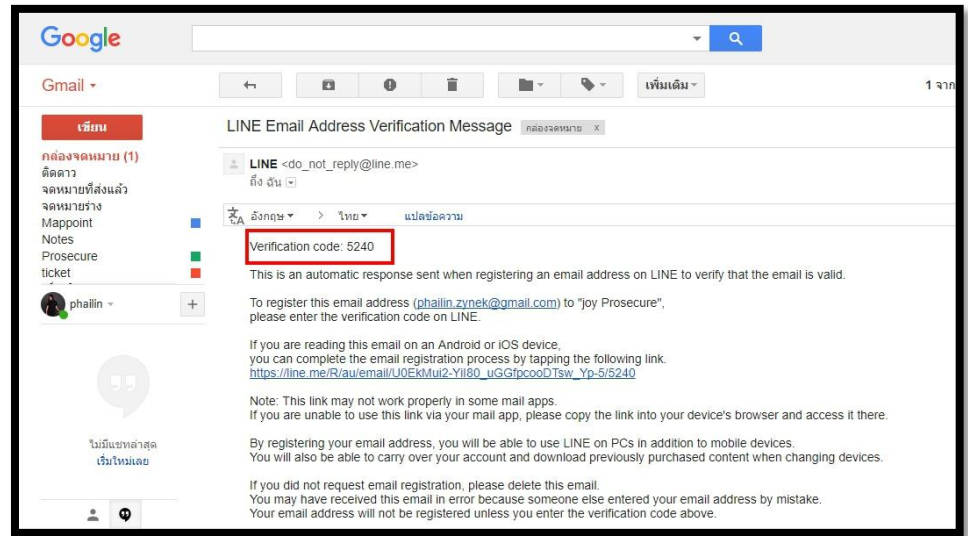 Google
Gmail
เพิ่มเติม
1 จาก
เขียน
LINE Email Address Verification Message กล่องจดหมาย X
กล่องจดหมาย (1)
ติดดาว
จดหมายที่ส่งแล้ว
จดหมายร่าง
Mappoint
Notes
Prosecure
ticket
phailin
+
ไม่มีแชทล่าสุด
เริ่มใหม่เลย
LINE <do_not_reply@line.me>
ถึง ฉัน
อังกฤษ > ไทย แปลข้อความ
Verification code: 5240
This is an automatic response sent when registering an email address on LINE to verify that the email is valid.
To register this email address (phailin.zynek@gmail.com) to "joy Prosecure",
please enter the verification code on LINE.
If you are reading this email on an Android or iOS device,
you can complete the email registration process by tapping the following link.
https://line.me/R/au/email/U0EkMui2-YiI80_uGGfpcooDTsw_Yp-5/5240
Note: This link may not work properly in some mail apps.
If you are unable to use this link via your mail app, please copy the link into your device's browser and access it there.
By registering your email address, you will be able to use LINE on PCs in addition to mobile devices.
You will also be able to carry over your account and download previously purchased content when changing devices.
If you did not request email registration, please delete this email.
You may have received this email in error because someone else entered your email address by mistake.
Your email address will not be registered unless you enter the verification code above.